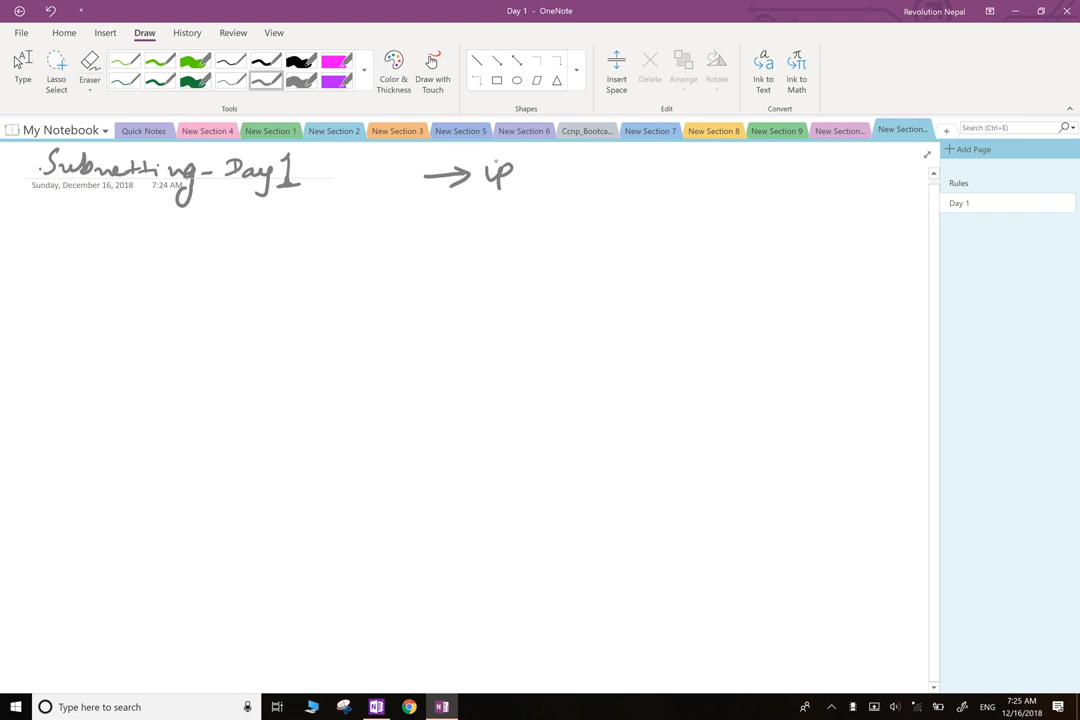 Day 1 - OneNote
Revolution Nepal
File Home Insert Draw History Review View
Type
Lasso Select
Eraser
Color & Thickness
Draw with Touch
Insert Space
Delete
Arrange
Rotate
Ink to Text
Ink to Math
Tools
Shapes
Edit
Convert
My Notebook
Quick Notes
New Section 4
New Section 1
New Section 2
New Section 3
New Section 5
New Section 6
Ccnp_Bootca...
New Section 7
New Section 8
New Section 9
New Section...
New Section...
Search (Ctrl+E)
Subnetting - Day 1 → ip
Sunday, December 16, 2018 7:24 AM
+ Add Page
Rules
Day 1
Type here to search
ENG
7:25 AM
12/16/2018